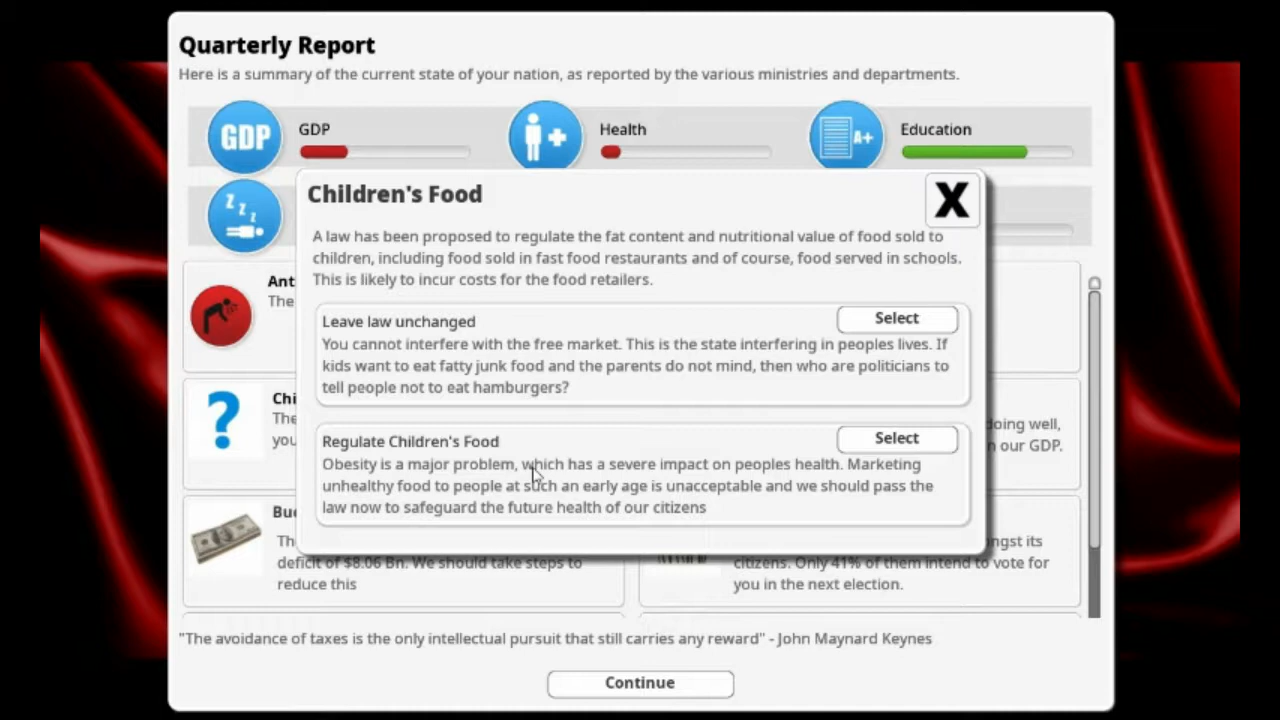 Quarterly Report
Here is a summary of the current state of your nation, as reported by the various ministries and departments.
GDP
GDP
Health
A+
Education
Z Z Z
Children's Food
X
A law has been proposed to regulate the fat content and nutritional value of food sold to
children, including food sold in fast food restaurants and of course, food served in schools.
This is likely to incur costs for the food retailers.
Leave law unchanged
Select
You cannot interfere with the free market. This is the state interfering in peoples lives. If
kids want to eat fatty junk food and the parents do not mind, then who are politicians to
tell people not to eat hamburgers?
Regulate Children's Food
Select
Obesity is a major problem, which has a severe impact on peoples health. Marketing
unhealthy food to people at such an early age is unacceptable and we should pass the
law now to safeguard the future health of our citizens
Ant
The
?
Chi
The
you
doing well,
n our GDP.
Bu
Th
deficit of $8.06 Bn. We should take steps to
reduce this
ngst its
citizens. Only 41% of them intend to vote for
you in the next election.
"The avoidance of taxes is the only intellectual pursuit that still carries any reward" - John Maynard Keynes
Continue